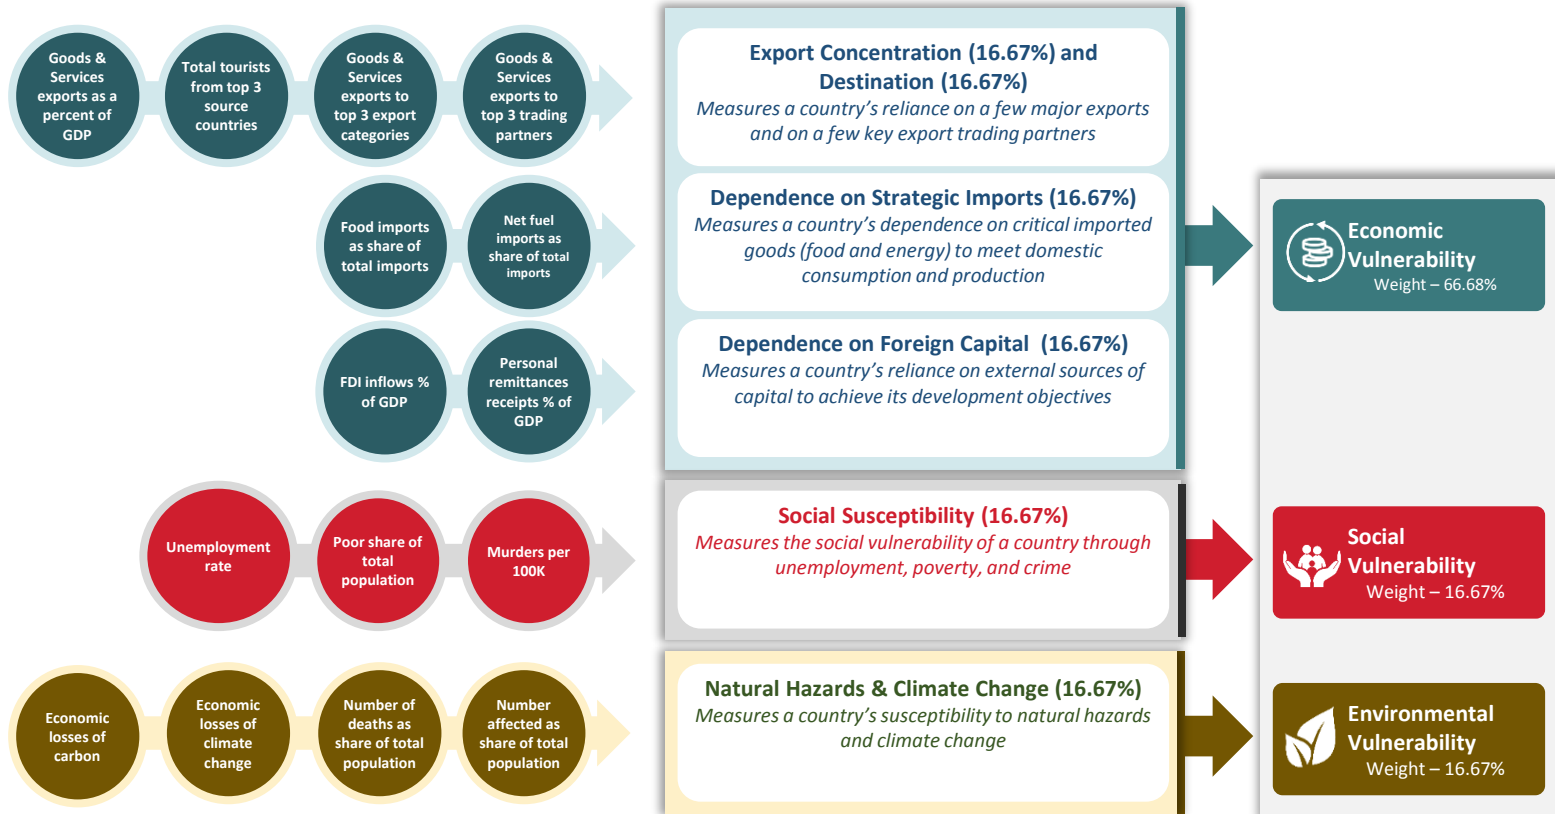 Goods &
Services
exports as a
percent of
GDP
Total tourists
from top 3
source
countries
Goods &
Services
exports to
top 3 export
categories
Goods &
Services
exports to
top 3 trading
partners
Export Concentration (16.67%) and
Destination (16.67%)
Measures a country's reliance on a few major exports
and on a few key export trading partners
Food imports
as share of
total imports
Net fuel
imports as
share of total
imports
Dependence on Strategic Imports (16.67%)
Measures a country's dependence on critical imported
goods (food and energy) to meet domestic
consumption and production
Economic
Vulnerability
Weight – 66.68%
FDI inflows %
of GDP
Personal
remittances
receipts % of
GDP
Dependence on Foreign Capital (16.67%)
Measures a country's reliance on external sources of
capital to achieve its development objectives
Unemployment
rate
Poor share of
total
population
Murders per
100K
Social Susceptibility (16.67%)
Measures the social vulnerability of a country through
unemployment, poverty, and crime
Social
Vulnerability
Weight – 16.67%
Economic
losses of
carbon
Economic
losses of
climate
change
Number of
deaths as
share of total
population
Number
affected as
share of total
population
Natural Hazards & Climate Change (16.67%)
Measures a country's susceptibility to natural hazards
and climate change
Environmental
Vulnerability
Weight – 16.67%